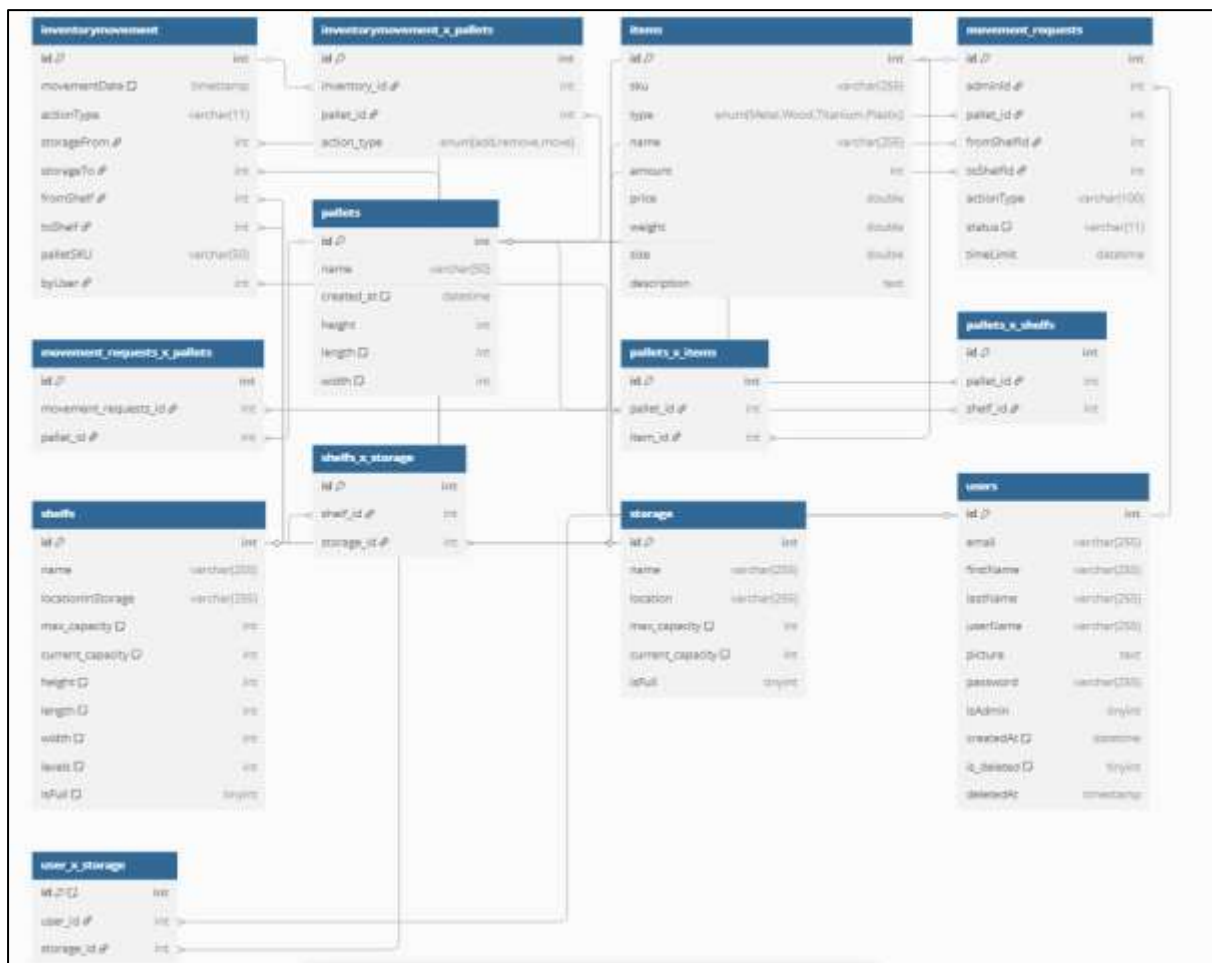 inventorymovement
id int
movementDate timestamp
actionType varchar(11)
storageFrom int
storageTo int
fromShelf int
toShelf int
palletSKU varchar(50)
byUser int
inventorymovement_x_pallets
id int
inventory_id int
pallet_id int
action_type enum(add,remove,move)
items
id int
sku varchar(255)
type enum(Metal,Wood,Titanium,Plastic)
name varchar(255)
amount int
price double
weight double
size double
description text
movement_requests
id int
adminId int
pallet_id int
fromShelfId int
toShelfId int
actionType varchar(100)
status varchar(11)
timeLimit datetime
pallets
id int
name varchar(50)
created_at datetime
height int
length int
width int
movement_requests_x_pallets
id int
movement_requests_id int
pallet_id int
pallets_x_items
id int
pallet_id int
item_id int
pallets_x_shelfs
id int
pallet_id int
shelf_id int
shelfs_x_storage
id int
shelf_id int
storage_id int
shelfs
id int
name varchar(255)
locationInStorage varchar(255)
max_capacity int
current_capacity int
height int
length int
width int
levels int
isFull tinyint
storage
id int
name varchar(255)
location varchar(255)
max_capacity int
current_capacity int
isFull tinyint
users
id int
email varchar(255)
firstName varchar(255)
lastName varchar(255)
userName varchar(255)
picture text
password varchar(255)
isAdmin tinyint
createdAt datetime
is_deleted tinyint
deletedAt timestamp
user_x_storage
id int
user_id int
storage_id int